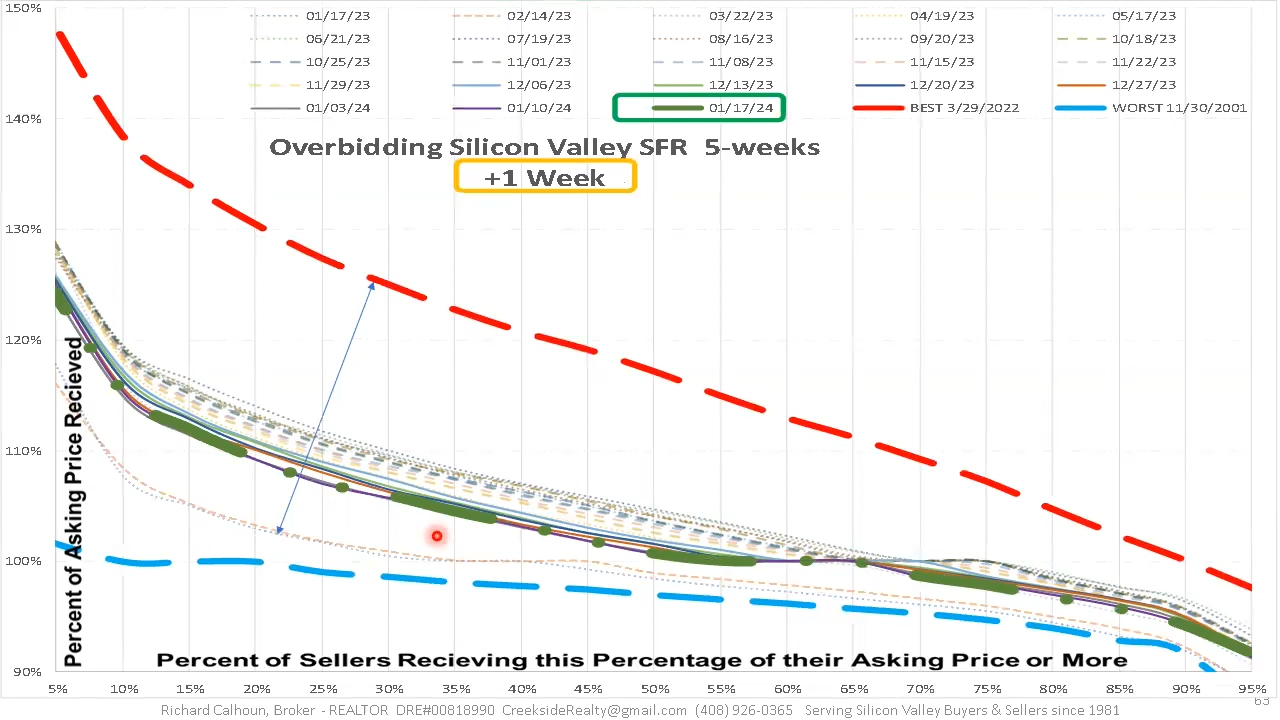 150%
01/17/23 02/14/23 03/22/23 04/19/23 05/17/23
06/21/23 07/19/23 08/16/23 09/20/23 10/18/23
10/25/23 11/01/23 11/08/23 11/15/23 11/22/23
11/29/23 12/06/23 12/13/23 12/20/23 12/27/23
01/03/24 01/10/24 01/17/24 BEST 3/29/2022 WORST 11/30/2001
140%
Overbidding Silicon Valley SFR 5-weeks
+1 Week
130%
120%
110%
100%
90%
Percent of Asking Price Recieved
Percent of Sellers Recieving this Percentage of their Asking Price or More
5% 10% 15% 20% 25% 30% 35% 40% 45% 50% 55% 60% 65% 70% 75% 80% 85% 90% 95%
Richard Calhoun, Broker - REALTOR DRE#00818990 CreeksideRealty@gmail.com (408) 926-0365 Serving Silicon Valley Buyers & Sellers since 1981
63